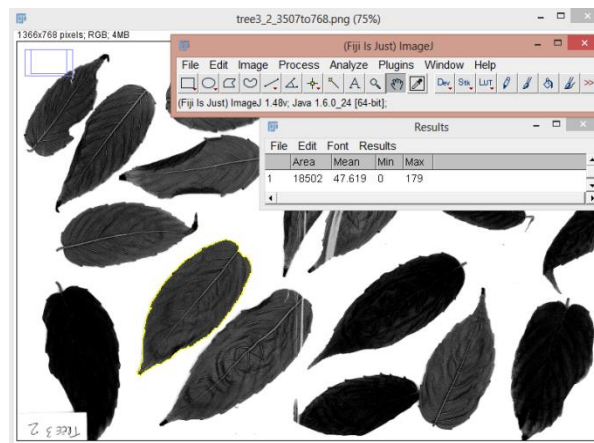 tree3_2_3507to768.png (75%)
1366x768 pixels; RGB; 4MB
(Fiji Is Just) ImageJ
File Edit Image Process Analyze Plugins Window Help
Dev. Stk LUT >>
(Fiji Is Just) ImageJ 1.48v; Java 1.6.0_24 [64-bit];
Results
File Edit Font Results
Area Mean Min Max
1 18502 47.619 0 179
TREE 3 2